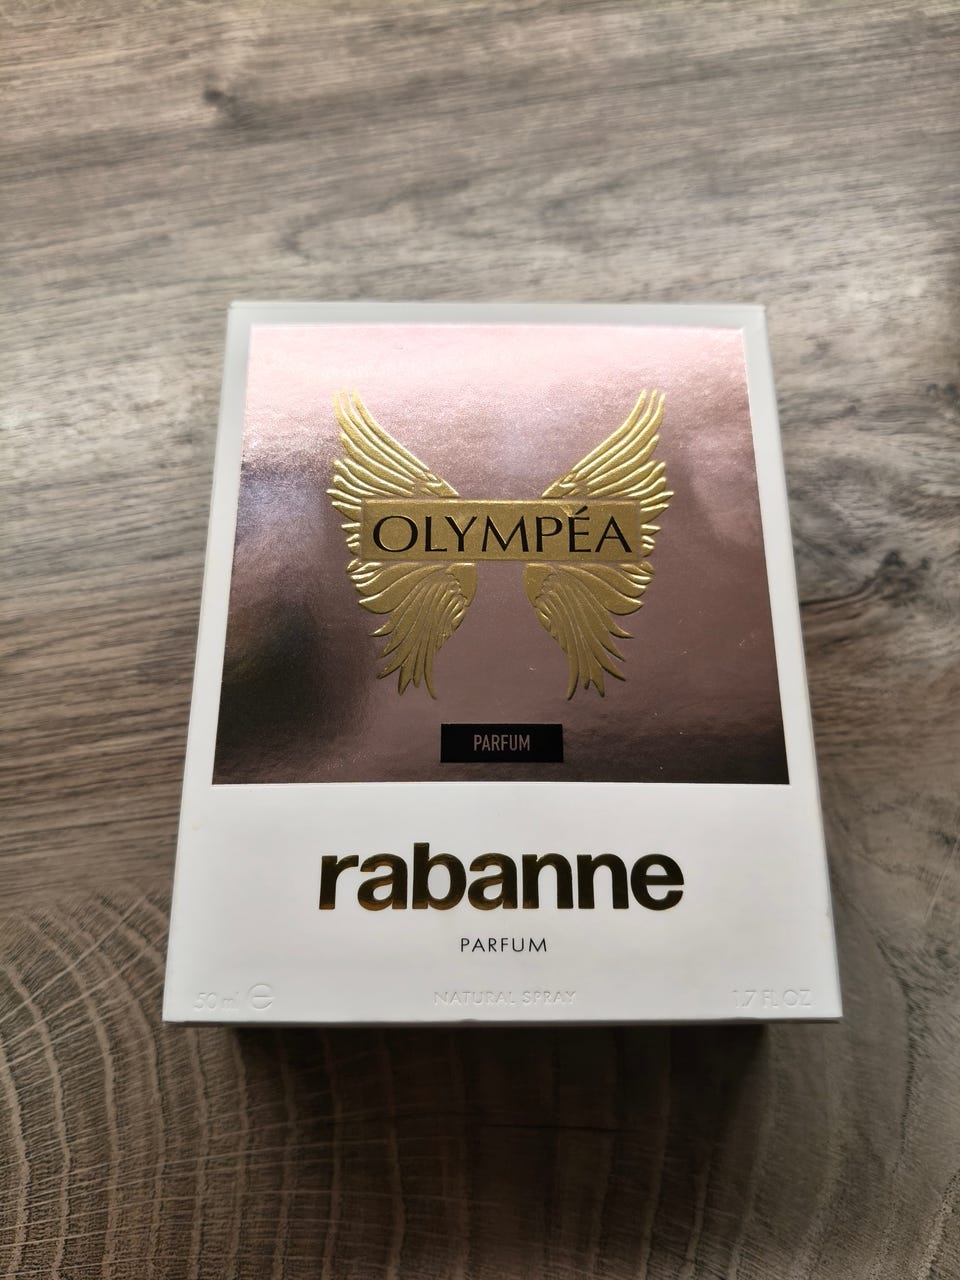 OLYMPÉA
PARFUM
rabanne
PARFUM
50 ml ℮ NATURAL SPRAY 1.7 FL OZ